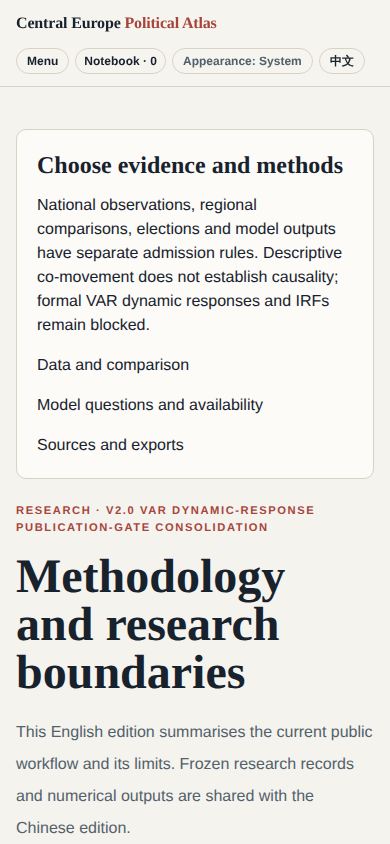 Central Europe Political Atlas
Menu
Notebook · 0
Appearance: System
中文
Choose evidence and methods
National observations, regional
comparisons, elections and model outputs
have separate admission rules. Descriptive
co-movement does not establish causality;
formal VAR dynamic responses and IRFs
remain blocked.
Data and comparison
Model questions and availability
Sources and exports
RESEARCH · V2.0 VAR DYNAMIC-RESPONSE
PUBLICATION-GATE CONSOLIDATION
Methodology
and research
boundaries
This English edition summarises the current public
workflow and its limits. Frozen research records
and numerical outputs are shared with the
Chinese edition.